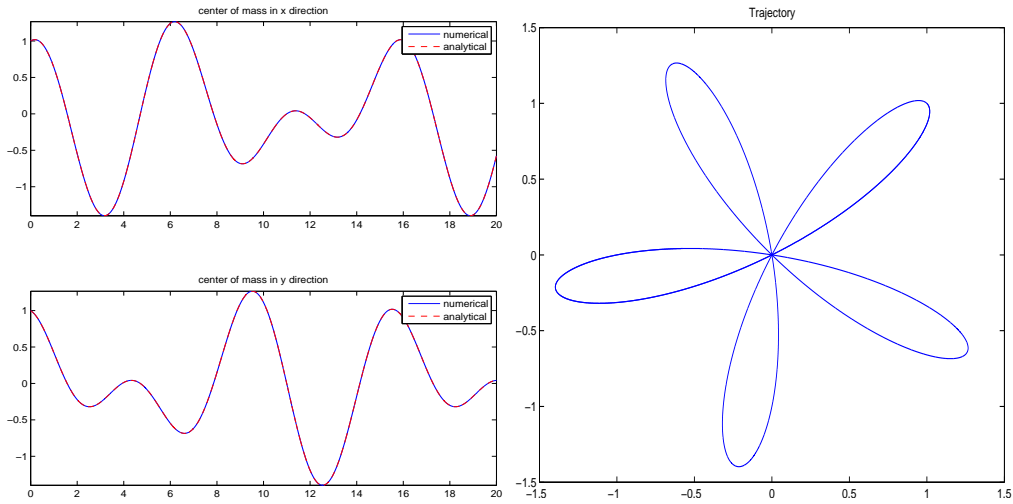 center of mass in x direction
numerical
analytical
1
0.5
0
−0.5
−1
0 2 4 6 8 10 12 14 16 18 20
center of mass in y direction
numerical
analytical
1
0.5
0
−0.5
−1
0 2 4 6 8 10 12 14 16 18 20
Trajectory
1.5
1
0.5
0
−0.5
−1
−1.5
−1.5 −1 −0.5 0 0.5 1 1.5